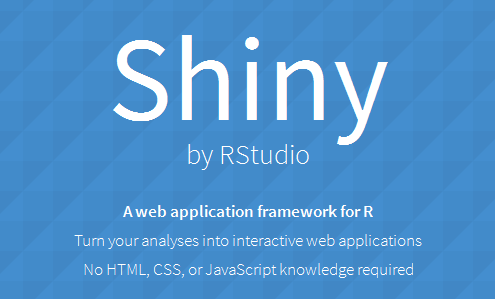 Shiny
by RStudio
A web application framework for R
Turn your analyses into interactive web applications
No HTML, CSS, or JavaScript knowledge required